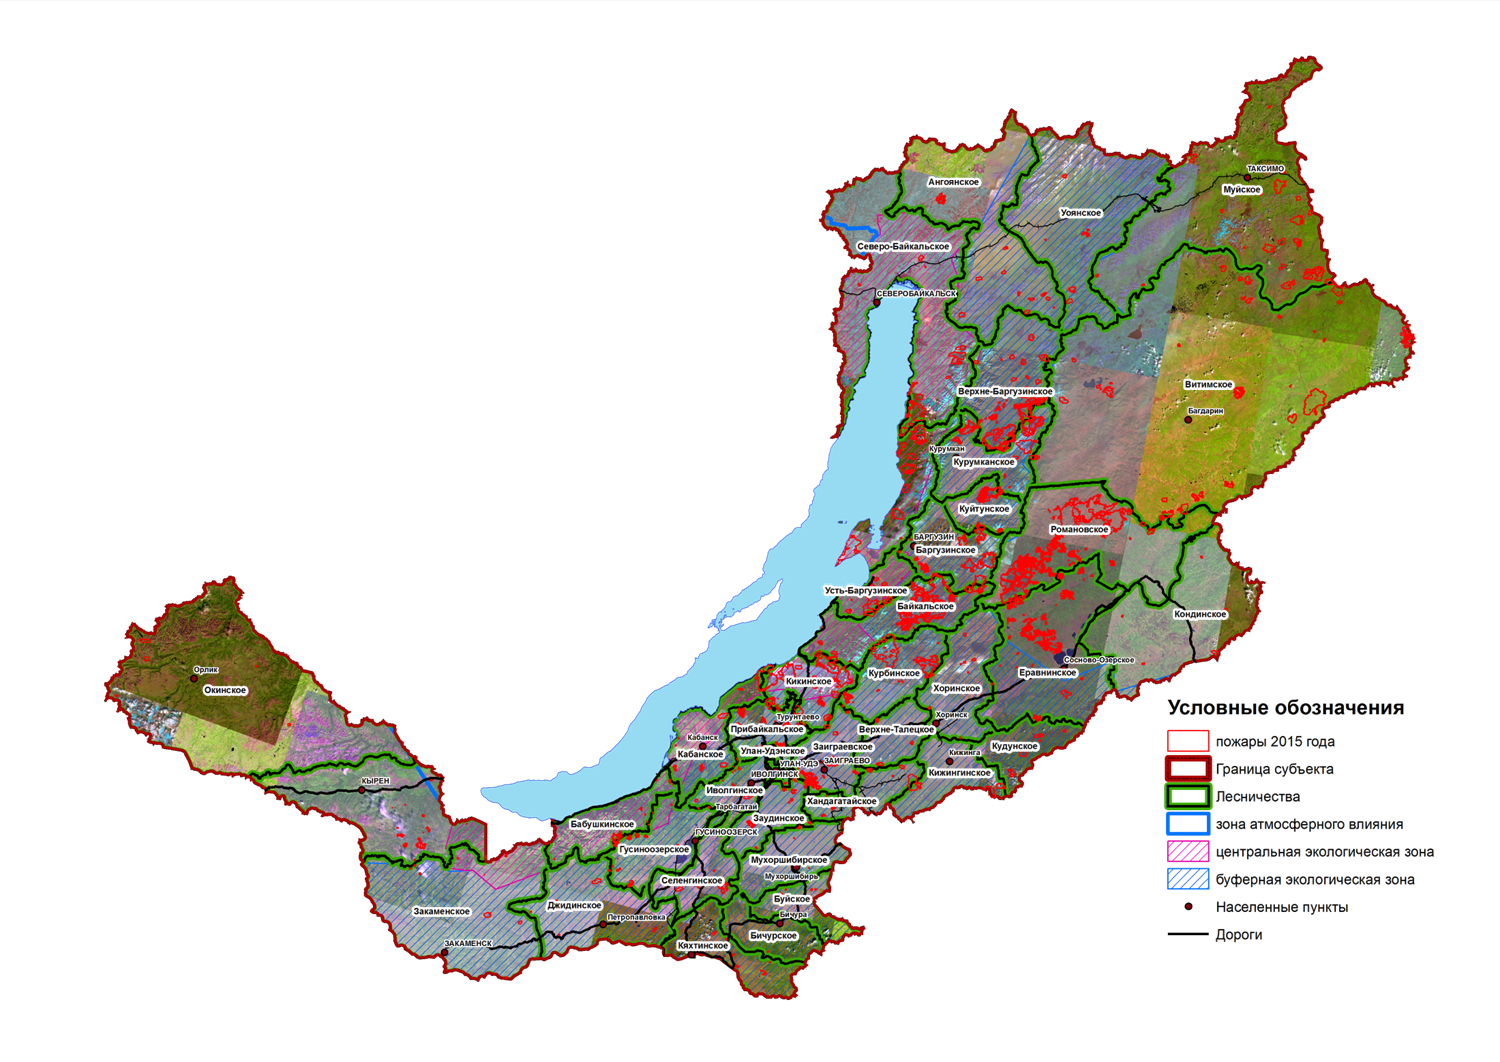 ТАКСИМО
Муйское
Ангоянское
Уоянское
Северо-Байкальское
СЕВЕРОБАЙКАЛЬСК
Верхне-Баргузинское
Витимское
Багдарин
Курумкан
Курумканское
Куйтунское
Романовское
БАРГУЗИН
Баргузинское
Усть-Баргузинское
Байкальское
Кондинское
Сосново-Озерское
Еравнинское
Орлик
Окинское
Кикинское
Курбинское
Хоринское
Хоринск
Турунтаево
Прибайкальское
Верхне-Талецкое
Кабанск
Кабанское
Улан-Удэнское
Заиграевское
Кудунское
Кижинга
УЛАН-УДЭ
ЗАИГРАЕВО
Кижингинское
ИВОЛГИНСК
КЫРЕН
Иволгинское
Хандагатайское
Тарбагатай
Заудинское
Бабушкинское
ГУСИНООЗЕРСК
Гусиноозерское
Мухоршибирское
Мухоршибирь
Селенгинское
Буйское
Джидинское
Закаменское
Бичура
Петропавловка
Бичурское
ЗАКАМЕНСК
Кяхтинское
Условные обозначения
пожары 2015 года
Граница субъекта
Лесничества
зона атмосферного влияния
центральная экологическая зона
буферная экологическая зона
Населенные пункты
Дороги